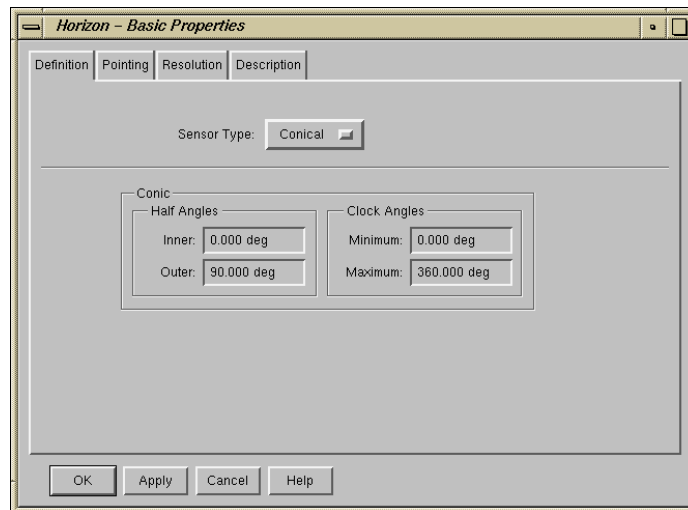 Horizon – Basic Properties
Definition Pointing Resolution Description
Sensor Type: Conical
Conic
Half Angles Clock Angles
Inner: 0.000 deg Minimum: 0.000 deg
Outer: 90.000 deg Maximum: 360.000 deg
OK Apply Cancel Help